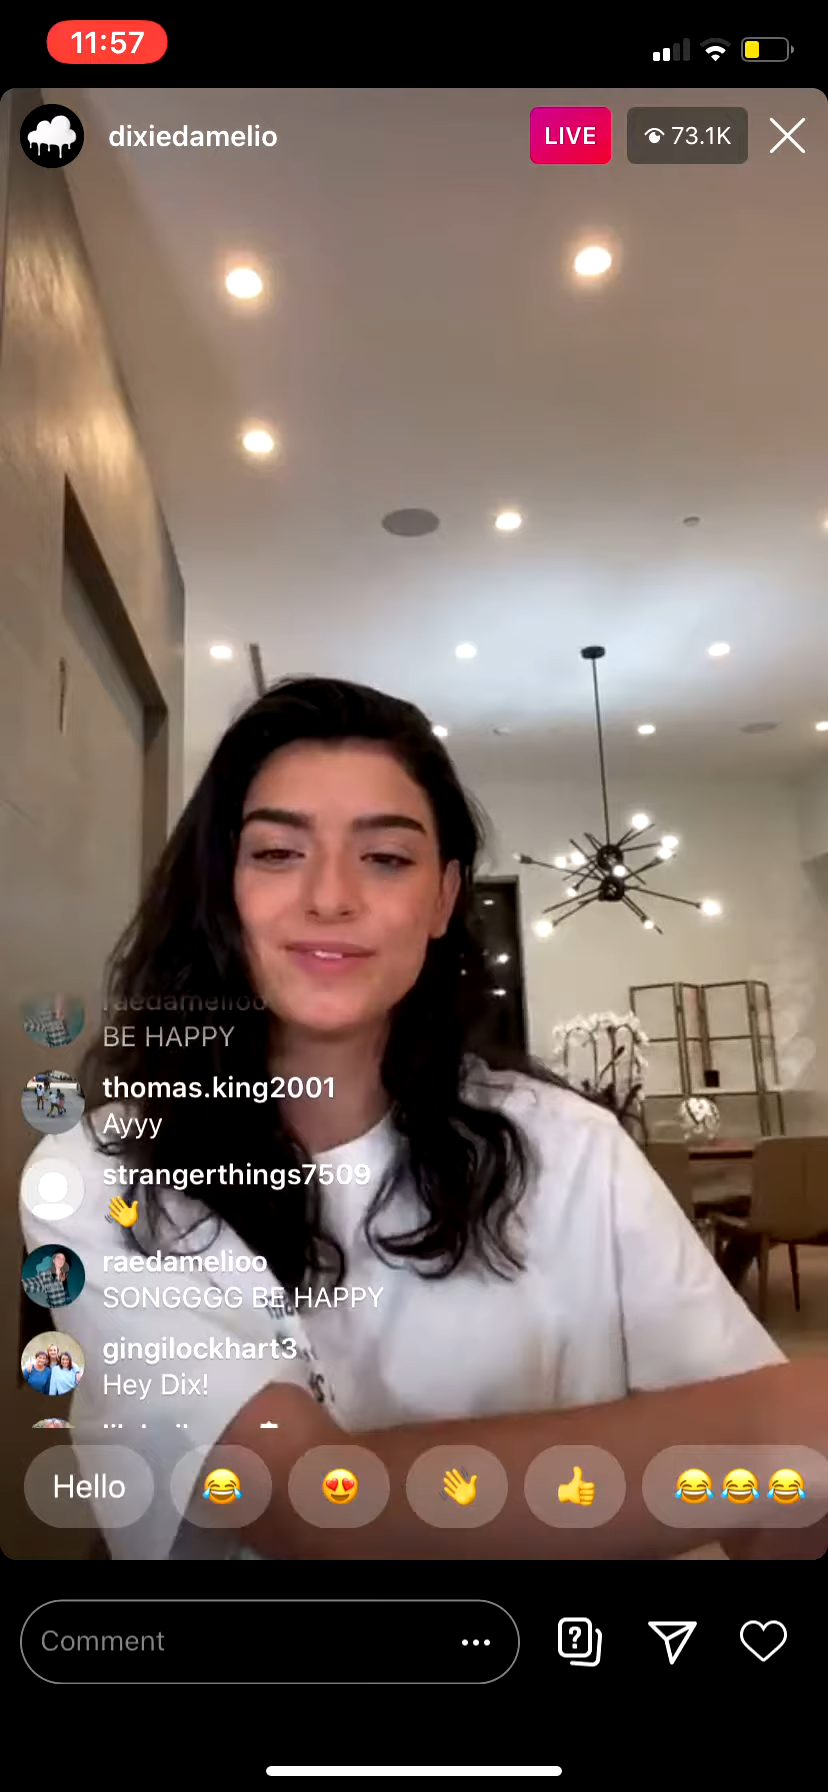 11:57
dixiedamelio
LIVE
73.1K
raedamelioo
BE HAPPY
thomas.king2001
Ayyy
strangerthings7509
👋
raedamelioo
SONGGGG BE HAPPY
gingilockhart3
Hey Dix!
Hello
😂
😍
👋
👍
😂😂😂
Comment
?